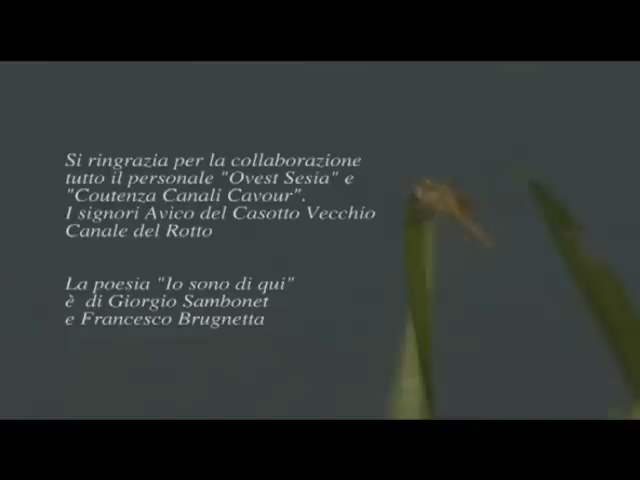 Si ringrazia per la collaborazione
tutto il personale "Ovest Sesia" e
"Coutenza Canali Cavour".
I signori Avico del Casotto Vecchio
Canale del Rotto
La poesia "Io sono di qui"
è di Giorgio Sambonet
e Francesco Brugnetta